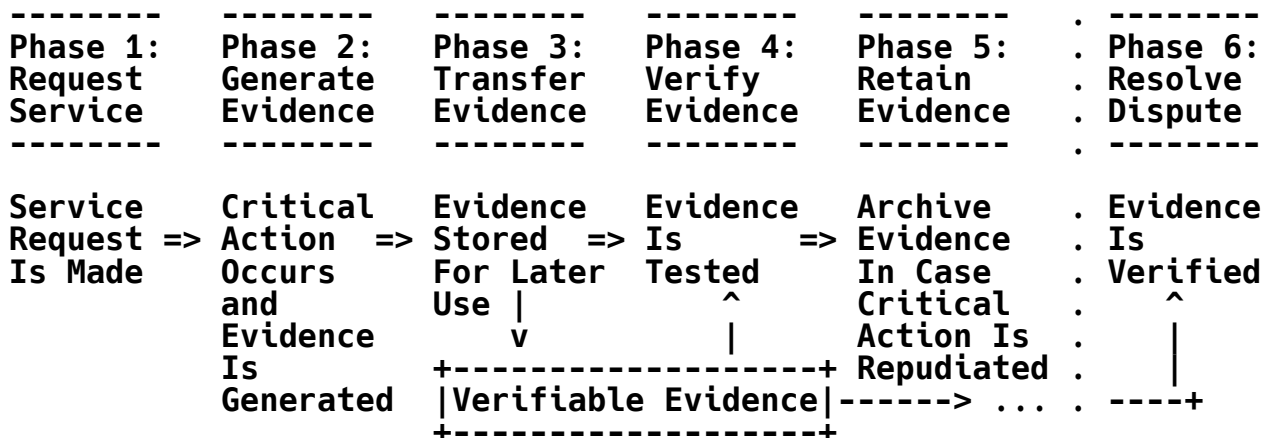 --------   --------   --------   --------   --------   . --------
Phase 1:   Phase 2:   Phase 3:   Phase 4:   Phase 5:   . Phase 6:
Request    Generate   Transfer   Verify     Retain     . Resolve
Service    Evidence   Evidence   Evidence   Evidence   . Dispute
--------   --------   --------   --------   --------   . --------

Service    Critical   Evidence   Evidence   Archive    . Evidence
Request => Action  => Stored  => Is      => Evidence   . Is
Is Made    Occurs     For Later  Tested     In Case    . Verified
           and        Use |          ^      Critical   .    ^
           Evidence       v          |      Action Is  .    |
           Is         +-------------------+ Repudiated .    |
           Generated  |Verifiable Evidence|------> ... . ----+
                      +-------------------+